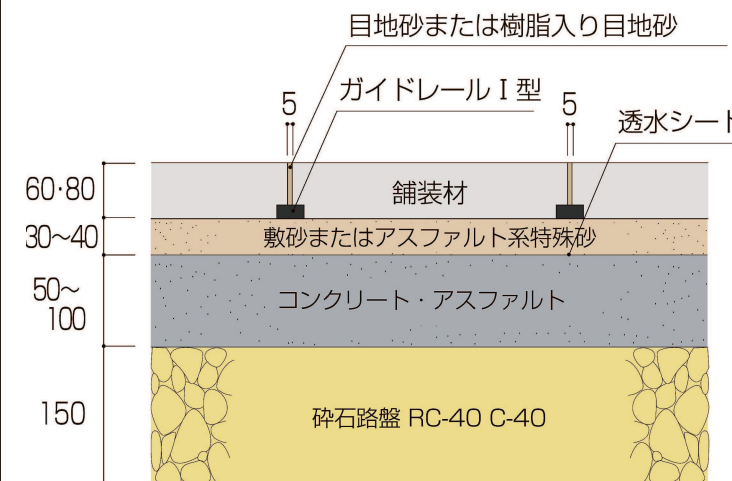 目地砂または樹脂入り目地砂
ガイドレールⅠ型
5
5
透水シート
60･80
舗装材
30〜40
敷砂またはアスファルト系特殊砂
50〜
100
コンクリート・アスファルト
150
砕石路盤 RC-40 C-40